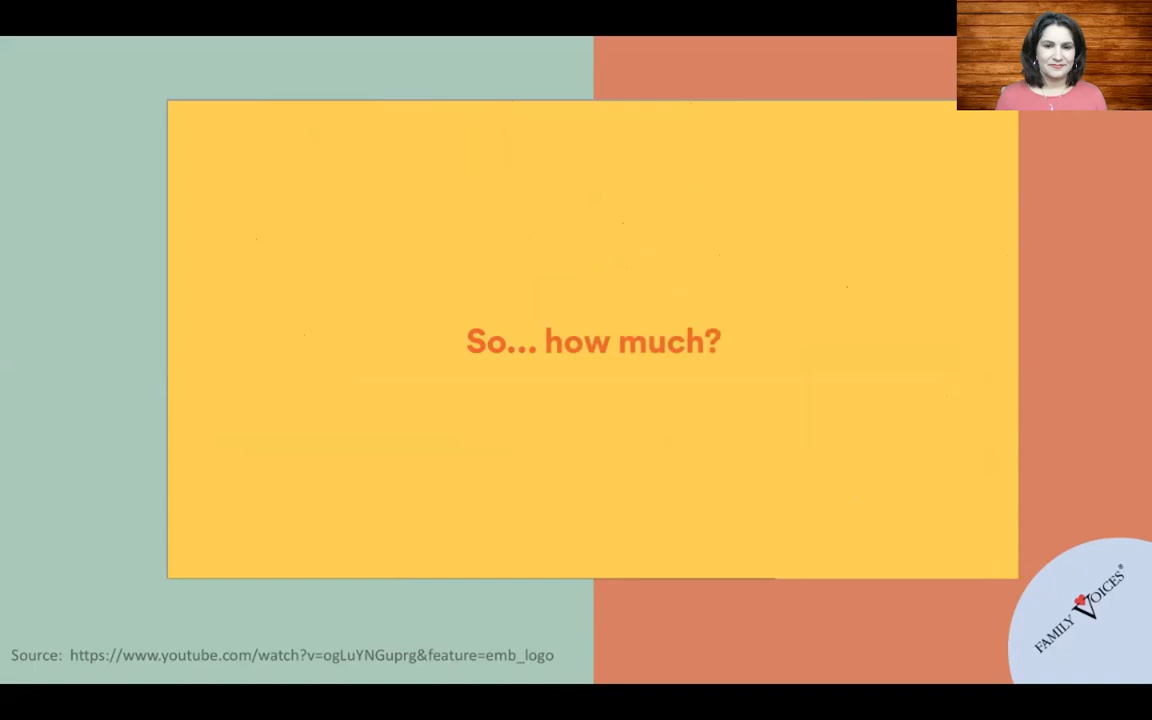 So... how much?
FAMILY VOICES®
Source: https://www.youtube.com/watch?v=ogLuYNGuprg&feature=emb_logo